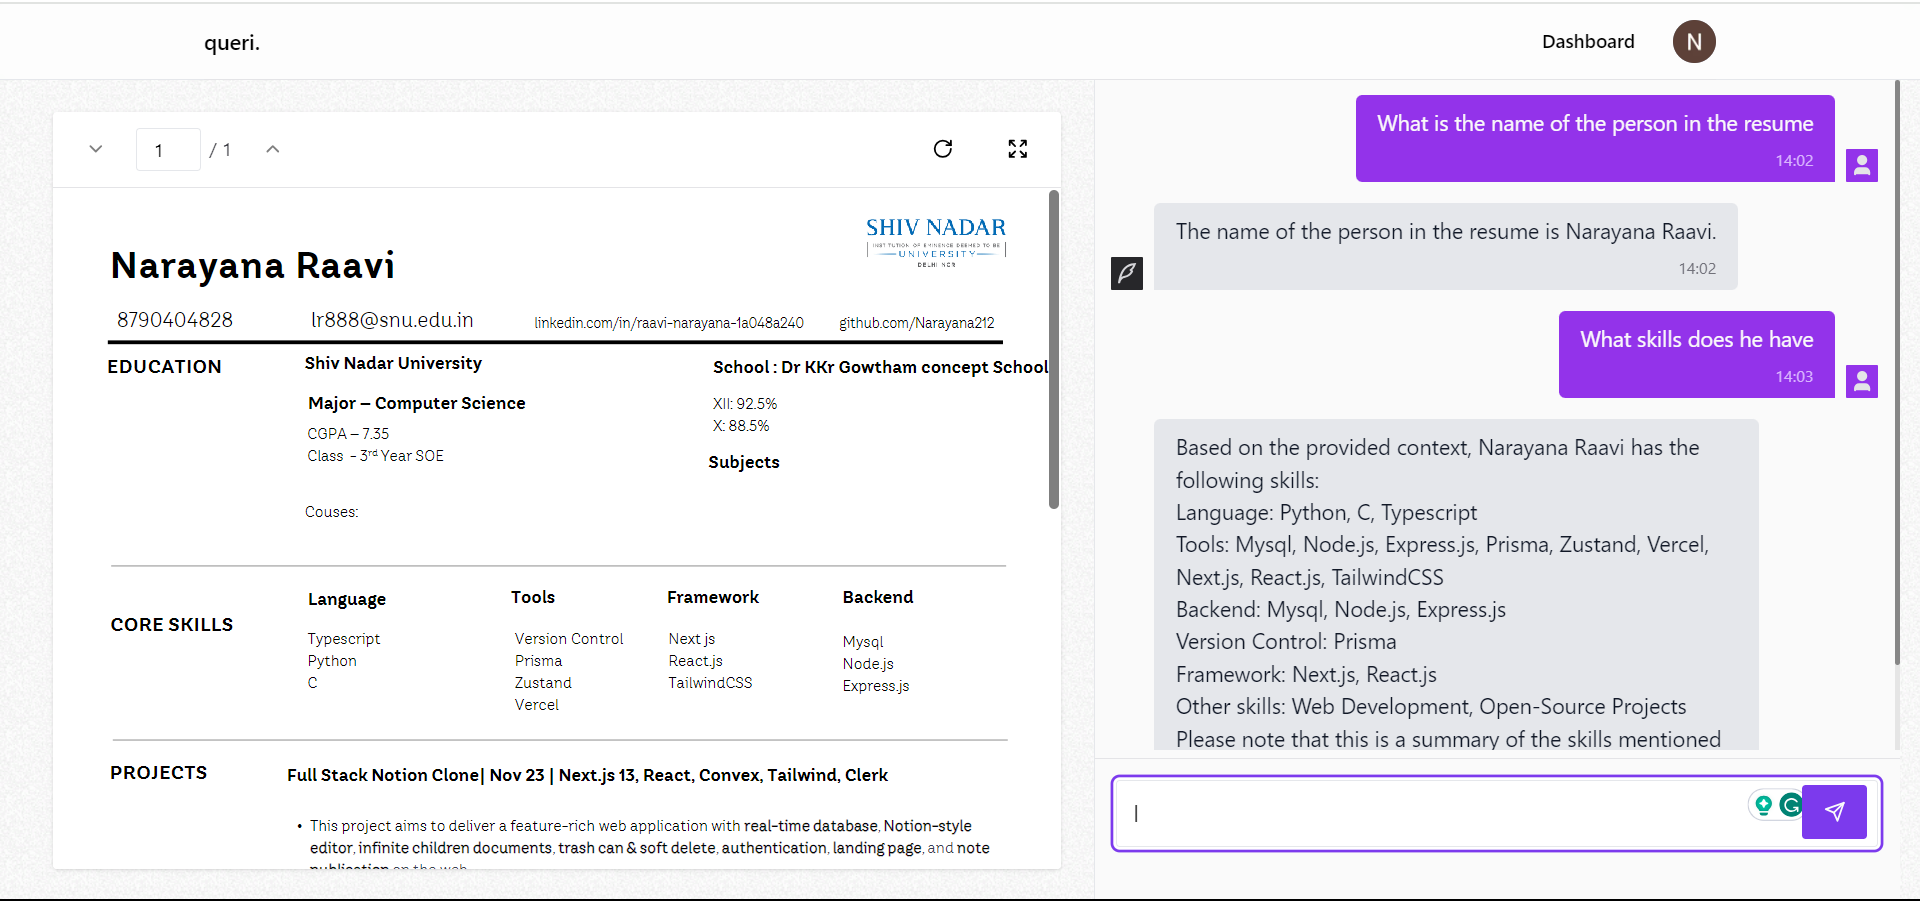 queri.
Dashboard
N
1
/ 1
SHIV NADAR
INSTITUTION OF EMINENCE DEEMED TO BE
UNIVERSITY
DELHI NCR
Narayana Raavi
8790404828 lr888@snu.edu.in linkedin.com/in/raavi-narayana-1a048a240 github.com/Narayana212
EDUCATION
Shiv Nadar University
Major – Computer Science
CGPA – 7.35
Class - 3rd Year SOE
Couses:
School : Dr KKr Gowtham concept School
XII: 92.5%
X: 88.5%
Subjects
CORE SKILLS
Language
Typescript
Python
C
Tools
Version Control
Prisma
Zustand
Vercel
Framework
Next js
React.js
TailwindCSS
Backend
Mysql
Node.js
Express.js
PROJECTS
Full Stack Notion Clone| Nov 23 | Next.js 13, React, Convex, Tailwind, Clerk
• This project aims to deliver a feature-rich web application with real-time database, Notion-style
editor, infinite children documents, trash can & soft delete, authentication, landing page, and note
publication on the web
What is the name of the person in the resume
14:02
The name of the person in the resume is Narayana Raavi.
14:02
What skills does he have
14:03
Based on the provided context, Narayana Raavi has the
following skills:
Language: Python, C, Typescript
Tools: Mysql, Node.js, Express.js, Prisma, Zustand, Vercel,
Next.js, React.js, TailwindCSS
Backend: Mysql, Node.js, Express.js
Version Control: Prisma
Framework: Next.js, React.js
Other skills: Web Development, Open-Source Projects
Please note that this is a summary of the skills mentioned